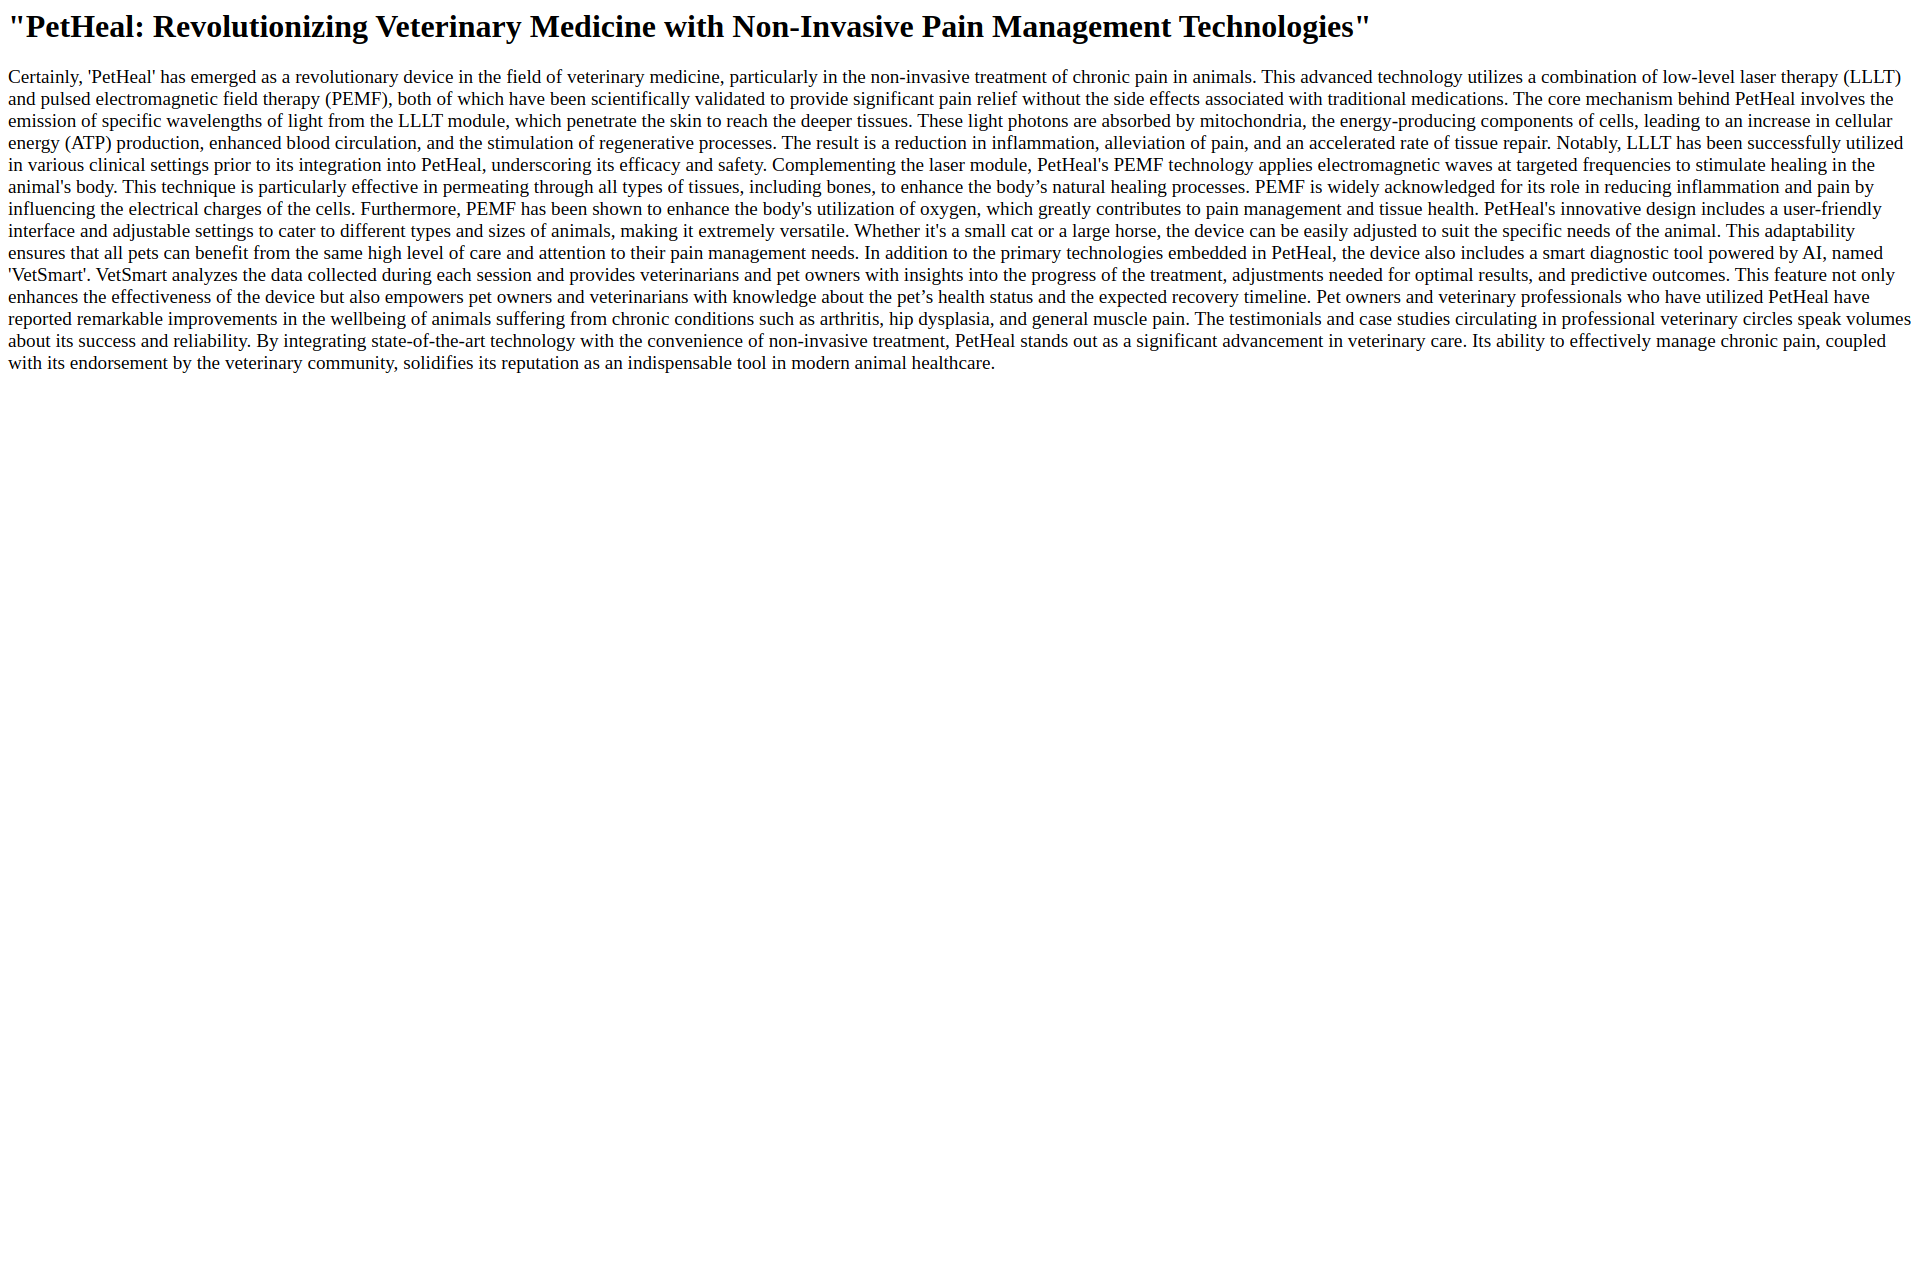 "PetHeal: Revolutionizing Veterinary Medicine with Non-Invasive Pain Management Technologies"
Certainly, 'PetHeal' has emerged as a revolutionary device in the field of veterinary medicine, particularly in the non-invasive treatment of chronic pain in animals. This advanced technology utilizes a combination of low-level laser therapy (LLLT)
and pulsed electromagnetic field therapy (PEMF), both of which have been scientifically validated to provide significant pain relief without the side effects associated with traditional medications. The core mechanism behind PetHeal involves the
emission of specific wavelengths of light from the LLLT module, which penetrate the skin to reach the deeper tissues. These light photons are absorbed by mitochondria, the energy-producing components of cells, leading to an increase in cellular
energy (ATP) production, enhanced blood circulation, and the stimulation of regenerative processes. The result is a reduction in inflammation, alleviation of pain, and an accelerated rate of tissue repair. Notably, LLLT has been successfully utilized
in various clinical settings prior to its integration into PetHeal, underscoring its efficacy and safety. Complementing the laser module, PetHeal's PEMF technology applies electromagnetic waves at targeted frequencies to stimulate healing in the
animal's body. This technique is particularly effective in permeating through all types of tissues, including bones, to enhance the body’s natural healing processes. PEMF is widely acknowledged for its role in reducing inflammation and pain by
influencing the electrical charges of the cells. Furthermore, PEMF has been shown to enhance the body's utilization of oxygen, which greatly contributes to pain management and tissue health. PetHeal's innovative design includes a user-friendly
interface and adjustable settings to cater to different types and sizes of animals, making it extremely versatile. Whether it's a small cat or a large horse, the device can be easily adjusted to suit the specific needs of the animal. This adaptability
ensures that all pets can benefit from the same high level of care and attention to their pain management needs. In addition to the primary technologies embedded in PetHeal, the device also includes a smart diagnostic tool powered by AI, named
'VetSmart'. VetSmart analyzes the data collected during each session and provides veterinarians and pet owners with insights into the progress of the treatment, adjustments needed for optimal results, and predictive outcomes. This feature not only
enhances the effectiveness of the device but also empowers pet owners and veterinarians with knowledge about the pet’s health status and the expected recovery timeline. Pet owners and veterinary professionals who have utilized PetHeal have
reported remarkable improvements in the wellbeing of animals suffering from chronic conditions such as arthritis, hip dysplasia, and general muscle pain. The testimonials and case studies circulating in professional veterinary circles speak volumes
about its success and reliability. By integrating state-of-the-art technology with the convenience of non-invasive treatment, PetHeal stands out as a significant advancement in veterinary care. Its ability to effectively manage chronic pain, coupled
with its endorsement by the veterinary community, solidifies its reputation as an indispensable tool in modern animal healthcare.